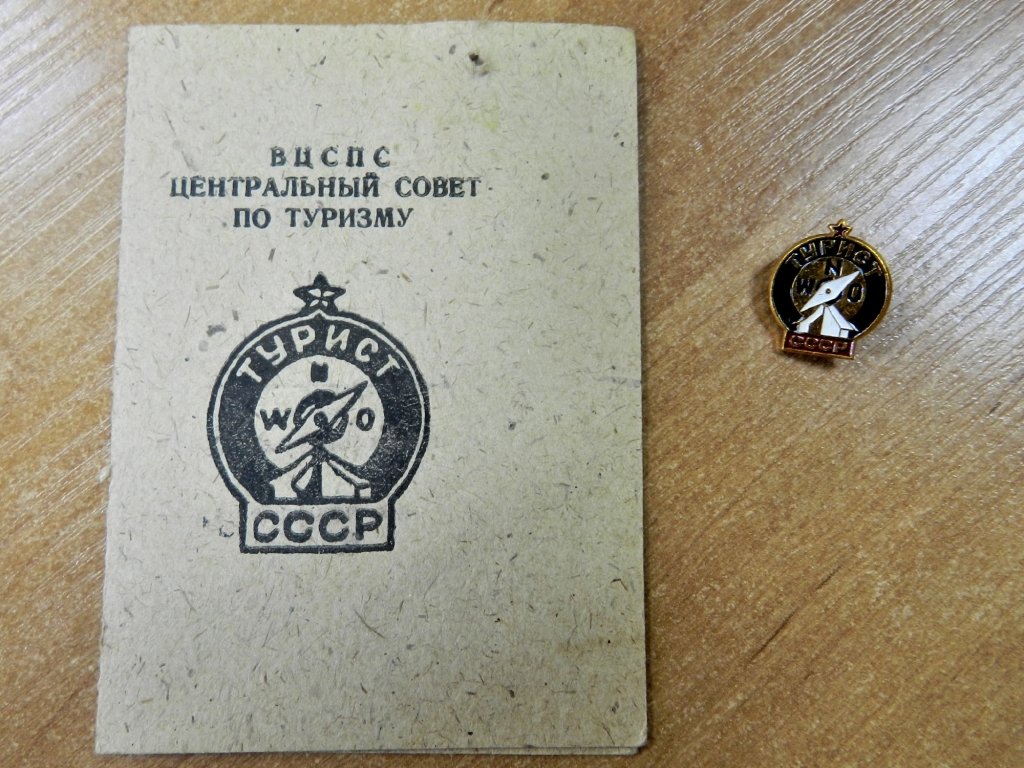 ВЦСПС
ЦЕНТРАЛЬНЫЙ СОВЕТ
ПО ТУРИЗМУ
ТУРИСТ
N
W O
СССР
ТУРИСТ
N
W O
СССР